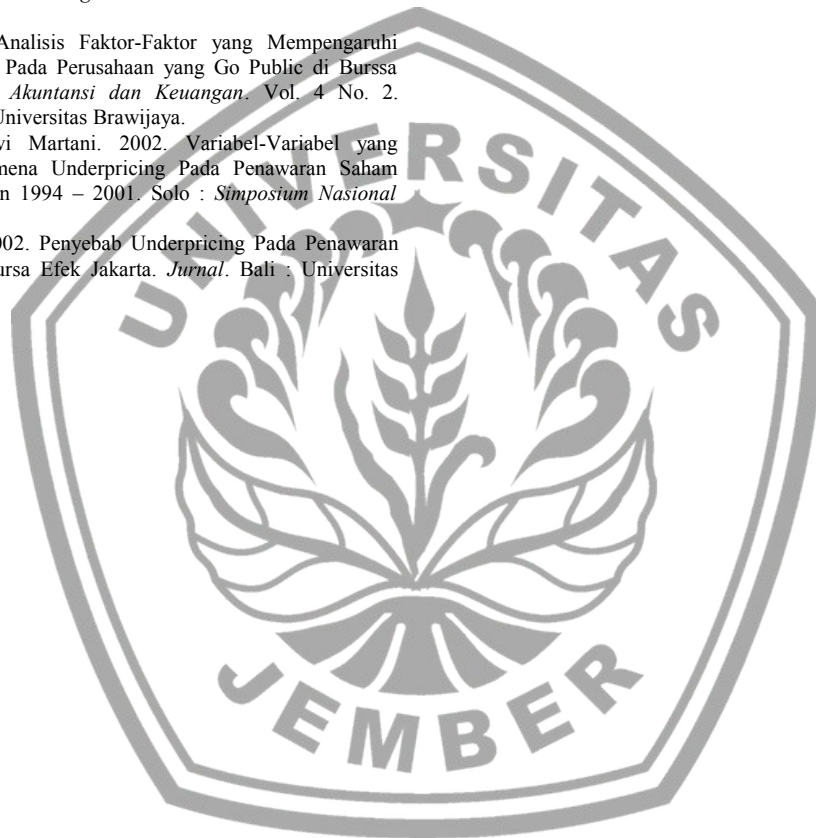 Analisis Faktor-Faktor yang Mempengaruhi
Pada Perusahaan yang Go Public di Burssa
Akuntansi dan Keuangan. Vol. 4 No. 2.
Universitas Brawijaya.
wi Martani. 2002. Variabel-Variabel yang
mena Underpricing Pada Penawaran Saham
n 1994 – 2001. Solo : Simposium Nasional
002. Penyebab Underpricing Pada Penawaran
ursa Efek Jakarta. Jurnal. Bali : Universitas
UNIVERSITAS
JEMBER